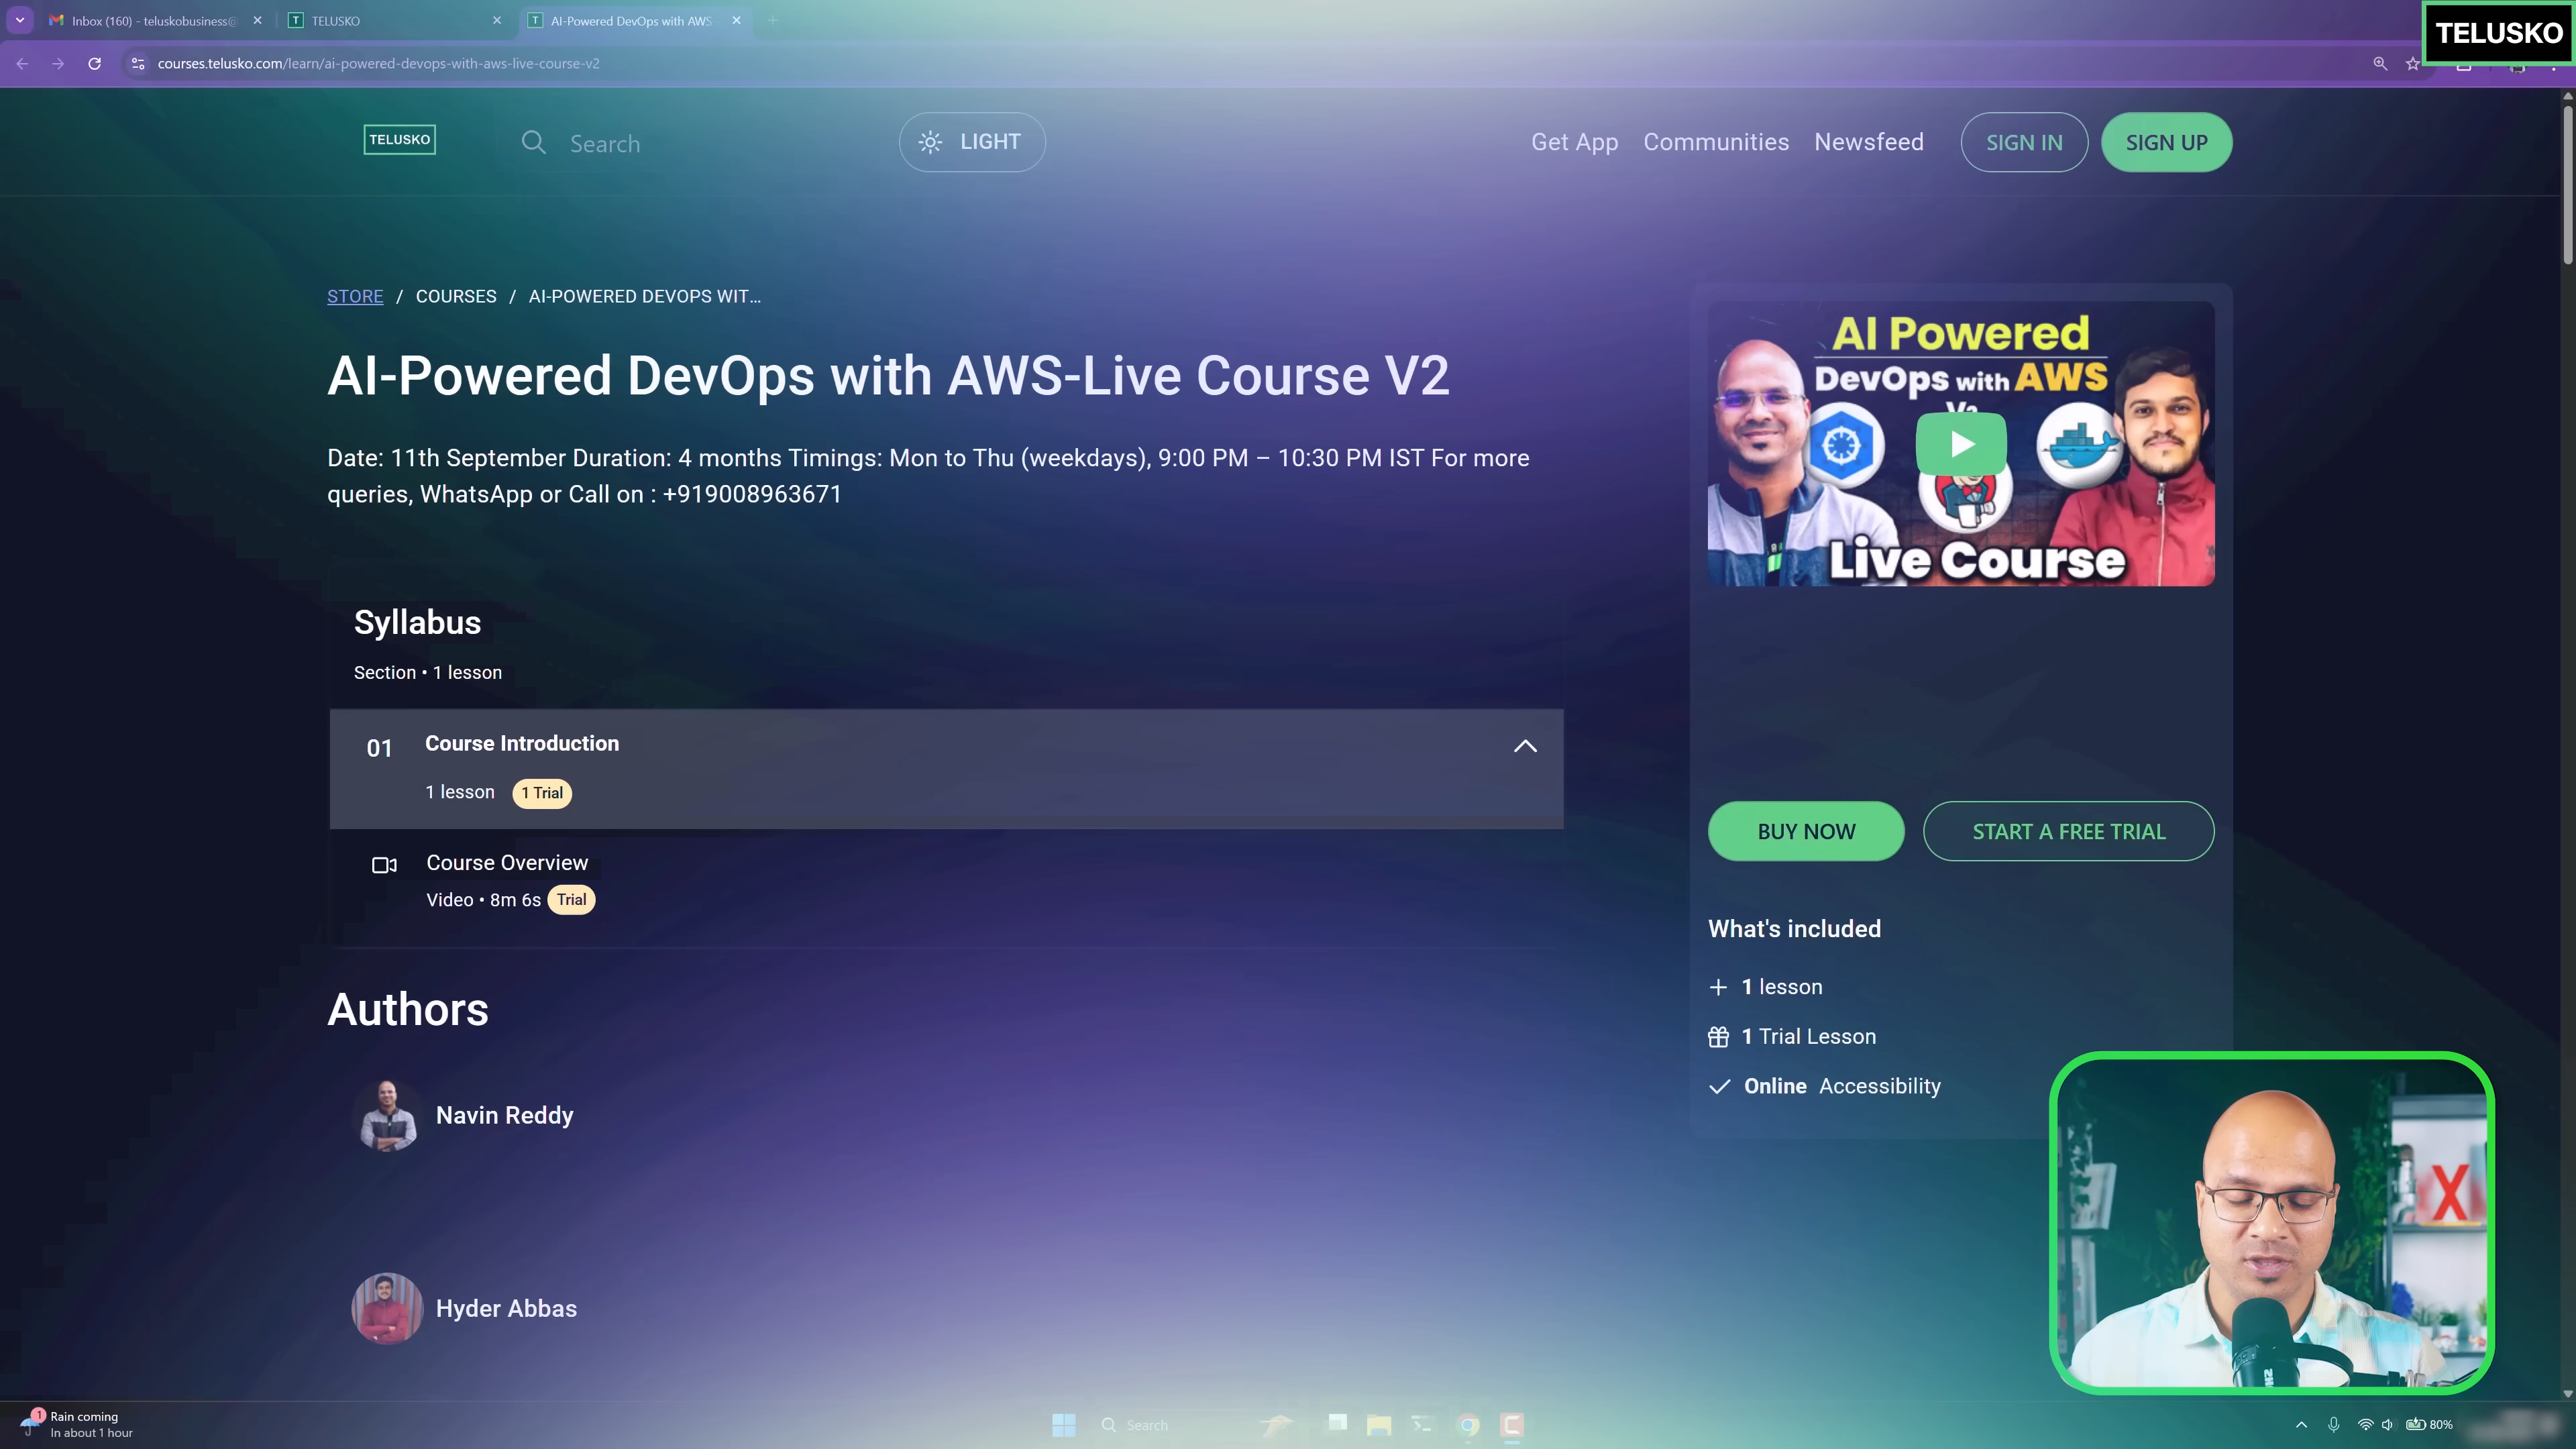 Inbox (160) - teluskobusiness@
TELUSKO
AI-Powered DevOps with AWS
TELUSKO
courses.telusko.com/learn/ai-powered-devops-with-aws-live-course-v2
TELUSKO
Search
LIGHT
Get App
Communities
Newsfeed
SIGN IN
SIGN UP
STORE / COURSES / AI-POWERED DEVOPS WIT...
AI-Powered DevOps with AWS-Live Course V2
Date: 11th September Duration: 4 months Timings: Mon to Thu (weekdays), 9:00 PM – 10:30 PM IST For more
queries, WhatsApp or Call on : +919008963671
AI Powered
DevOps with AWS
V2
Live Course
Syllabus
Section • 1 lesson
01 Course Introduction
1 lesson 1 Trial
Course Overview
Video • 8m 6s Trial
BUY NOW
START A FREE TRIAL
What's included
1 lesson
1 Trial Lesson
Online Accessibility
Authors
Navin Reddy
Hyder Abbas
X
1
Rain coming
In about 1 hour
Search
80%